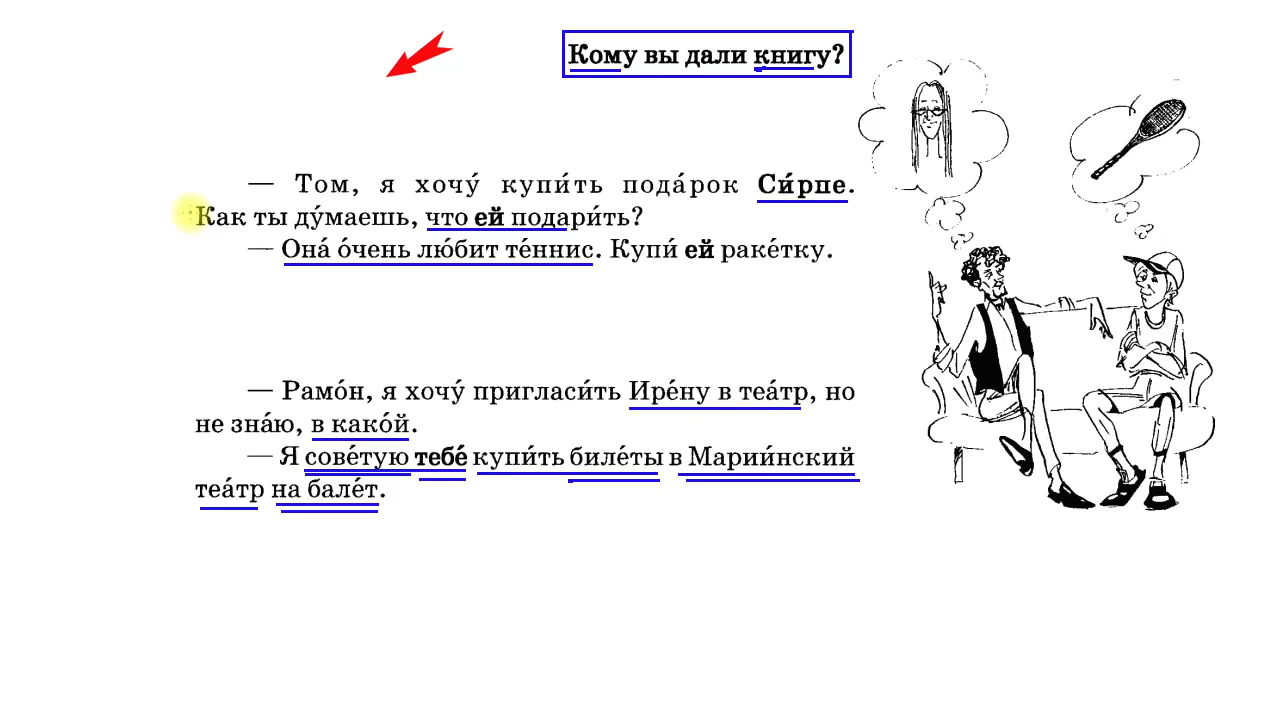 Кому вы дали книгу?
— Том, я хочу́ купи́ть пода́рок Си́рпе.
Как ты ду́маешь, что ей подари́ть?
— Она́ о́чень лю́бит те́ннис. Купи́ ей раке́тку.
— Рамо́н, я хочу́ пригласи́ть Ире́ну в теа́тр, но
не зна́ю, в како́й.
— Я сове́тую тебе́ купи́ть биле́ты в Марии́нский
теа́тр на бале́т.